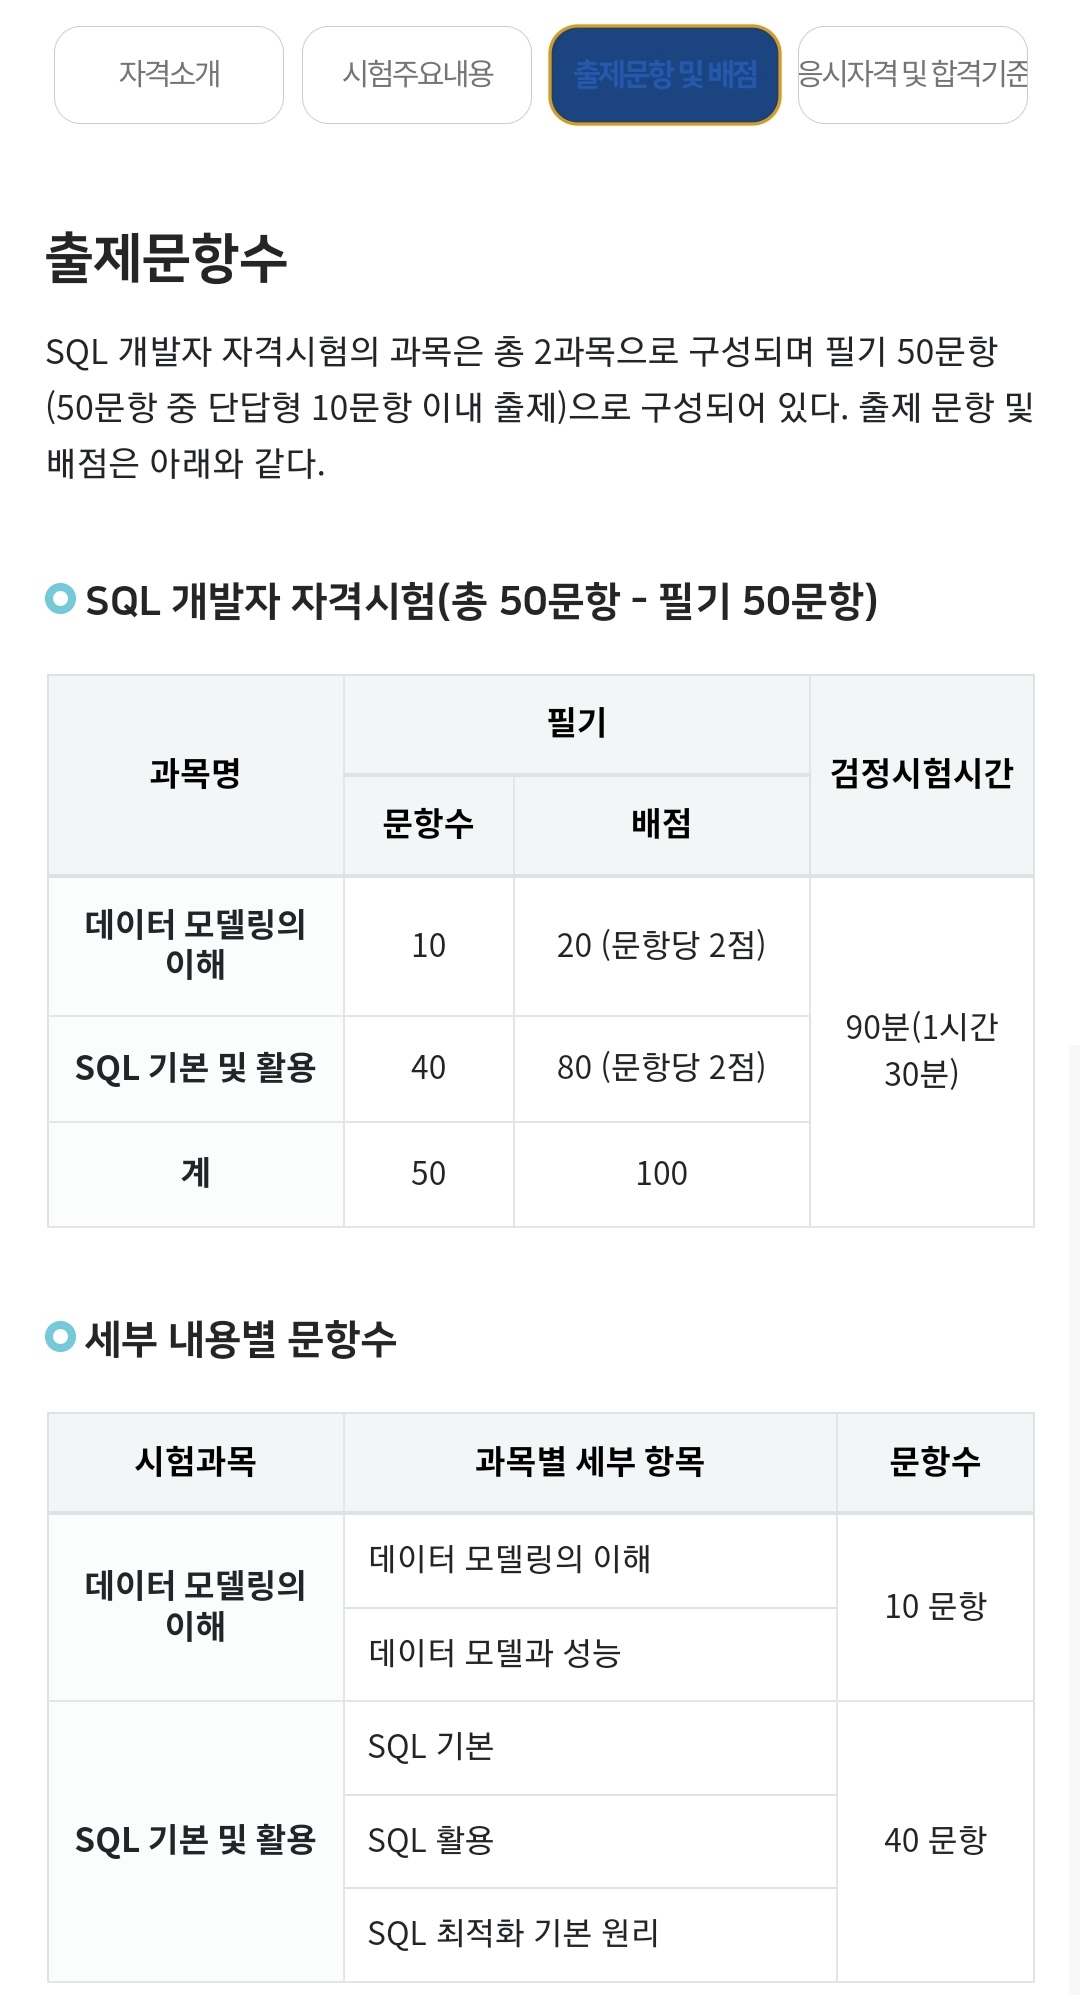 자격소개
시험주요내용
출제문항 및 배점
응시자격 및 합격기준
출제문항수
SQL 개발자 자격시험의 과목은 총 2과목으로 구성되며 필기 50문항
(50문항 중 단답형 10문항 이내 출제)으로 구성되어 있다. 출제 문항 및
배점은 아래와 같다.
SQL 개발자 자격시험(총 50문항 - 필기 50문항)
과목명
필기
검정시험시간
문항수
배점
데이터 모델링의
이해
10
20 (문항당 2점)
90분(1시간
30분)
SQL 기본 및 활용
40
80 (문항당 2점)
계
50
100
세부 내용별 문항수
시험과목
과목별 세부 항목
문항수
데이터 모델링의
이해
데이터 모델링의 이해
10 문항
데이터 모델과 성능
SQL 기본 및 활용
SQL 기본
SQL 활용
40 문항
SQL 최적화 기본 원리